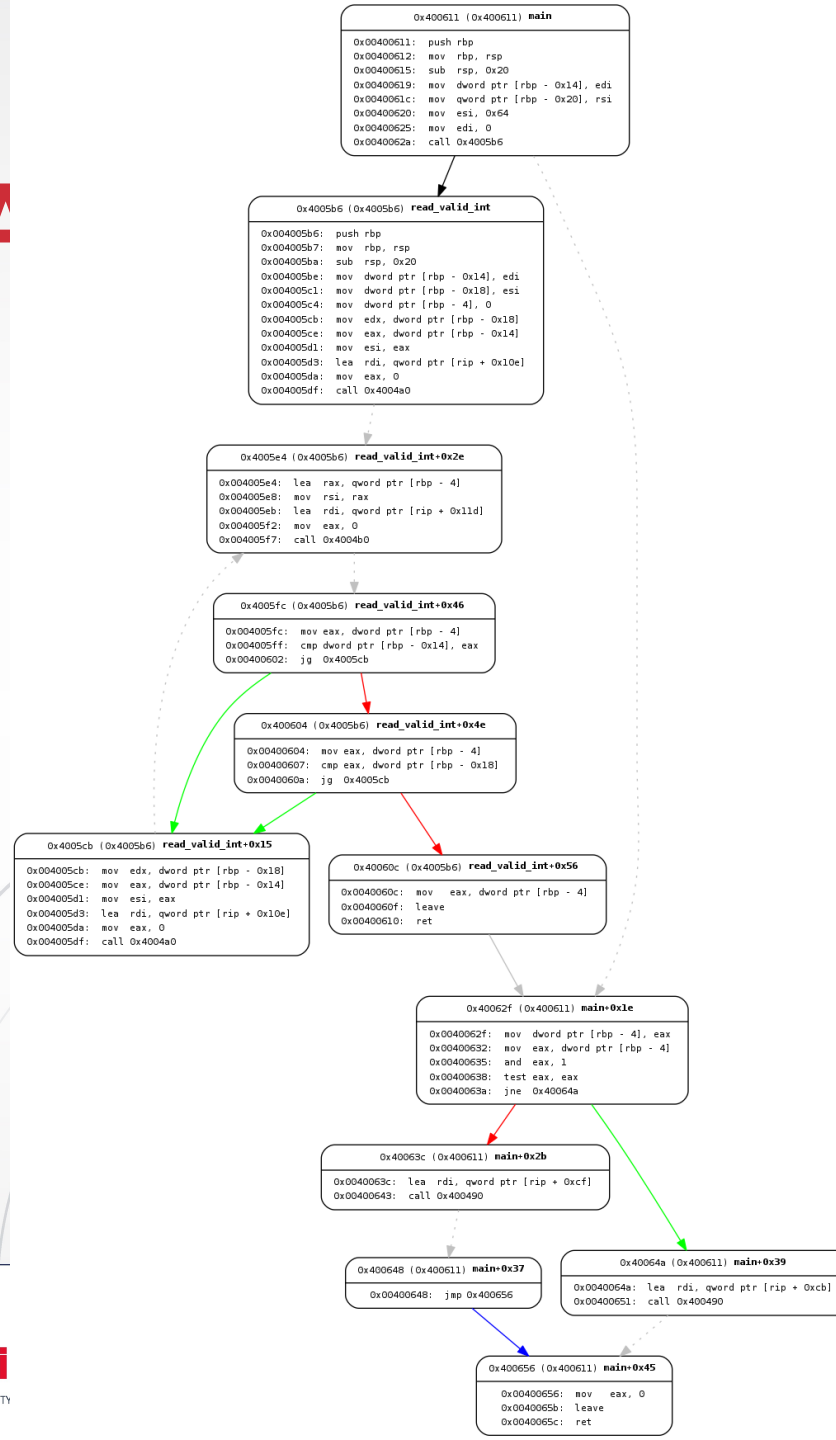 0x400611 (0x400611) main
0x00400611: push rbp
0x00400612: mov rbp, rsp
0x00400615: sub rsp, 0x20
0x00400619: mov dword ptr [rbp - 0x14], edi
0x0040061c: mov qword ptr [rbp - 0x20], rsi
0x00400620: mov esi, 0x64
0x00400625: mov edi, 0
0x0040062a: call 0x4005b6
0x4005b6 (0x4005b6) read_valid_int
0x004005b6: push rbp
0x004005b7: mov rbp, rsp
0x004005ba: sub rsp, 0x20
0x004005be: mov dword ptr [rbp - 0x14], edi
0x004005c1: mov dword ptr [rbp - 0x18], esi
0x004005c4: mov dword ptr [rbp - 4], 0
0x004005cb: mov edx, dword ptr [rbp - 0x18]
0x004005ce: mov eax, dword ptr [rbp - 0x14]
0x004005d1: mov esi, eax
0x004005d3: lea rdi, qword ptr [rip + 0x10e]
0x004005da: mov eax, 0
0x004005df: call 0x4004a0
0x4005e4 (0x4005b6) read_valid_int+0x2e
0x004005e4: lea rax, qword ptr [rbp - 4]
0x004005e8: mov rsi, rax
0x004005eb: lea rdi, qword ptr [rip + 0x11d]
0x004005f2: mov eax, 0
0x004005f7: call 0x4004b0
0x4005fc (0x4005b6) read_valid_int+0x46
0x004005fc: mov eax, dword ptr [rbp - 4]
0x004005ff: cmp dword ptr [rbp - 0x14], eax
0x00400602: jg 0x4005cb
0x400604 (0x4005b6) read_valid_int+0x4e
0x00400604: mov eax, dword ptr [rbp - 4]
0x00400607: cmp eax, dword ptr [rbp - 0x18]
0x0040060a: jg 0x4005cb
0x4005cb (0x4005b6) read_valid_int+0x15
0x004005cb: mov edx, dword ptr [rbp - 0x18]
0x004005ce: mov eax, dword ptr [rbp - 0x14]
0x004005d1: mov esi, eax
0x004005d3: lea rdi, qword ptr [rip + 0x10e]
0x004005da: mov eax, 0
0x004005df: call 0x4004a0
0x40060c (0x4005b6) read_valid_int+0x56
0x0040060c: mov eax, dword ptr [rbp - 4]
0x0040060f: leave
0x00400610: ret
0x40062f (0x400611) main+0x1e
0x0040062f: mov dword ptr [rbp - 4], eax
0x00400632: mov eax, dword ptr [rbp - 4]
0x00400635: and eax, 1
0x00400638: test eax, eax
0x0040063a: jne 0x40064a
0x40063c (0x400611) main+0x2b
0x0040063c: lea rdi, qword ptr [rip + 0xcf]
0x00400643: call 0x400490
0x400648 (0x400611) main+0x37
0x00400648: jmp 0x400656
0x40064a (0x400611) main+0x39
0x0040064a: lea rdi, qword ptr [rip + 0xcb]
0x00400651: call 0x400490
0x400656 (0x400611) main+0x45
0x00400656: mov eax, 0
0x0040065b: leave
0x0040065c: ret